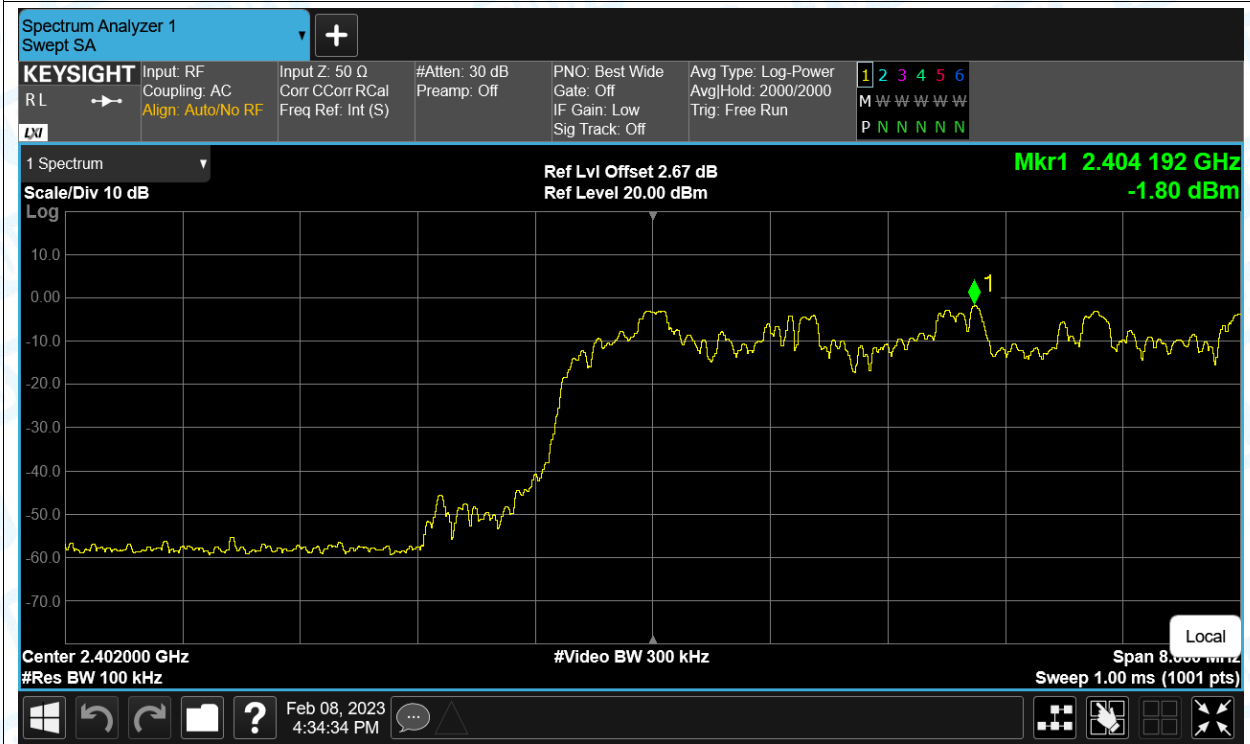 Spectrum Analyzer 1
Swept SA
KEYSIGHT
R L
LXI
Input: RF
Coupling: AC
Align: Auto/No RF
Input Z: 50 Ω
Corr CCorr RCal
Freq Ref: Int (S)
#Atten: 30 dB
Preamp: Off
PNO: Best Wide
Gate: Off
IF Gain: Low
Sig Track: Off
Avg Type: Log-Power
Avg|Hold: 2000/2000
Trig: Free Run
1 2 3 4 5 6
M W W W W W
P N N N N N
1 Spectrum
Scale/Div 10 dB
Log
Ref Lvl Offset 2.67 dB
Ref Level 20.00 dBm
Mkr1 2.404 192 GHz
-1.80 dBm
10.0
0.00
-10.0
-20.0
-30.0
-40.0
-50.0
-60.0
-70.0
1
Local
Center 2.402000 GHz
#Res BW 100 kHz
#Video BW 300 kHz
Span 8.000 MHz
Sweep 1.00 ms (1001 pts)
?
Feb 08, 2023
4:34:34 PM